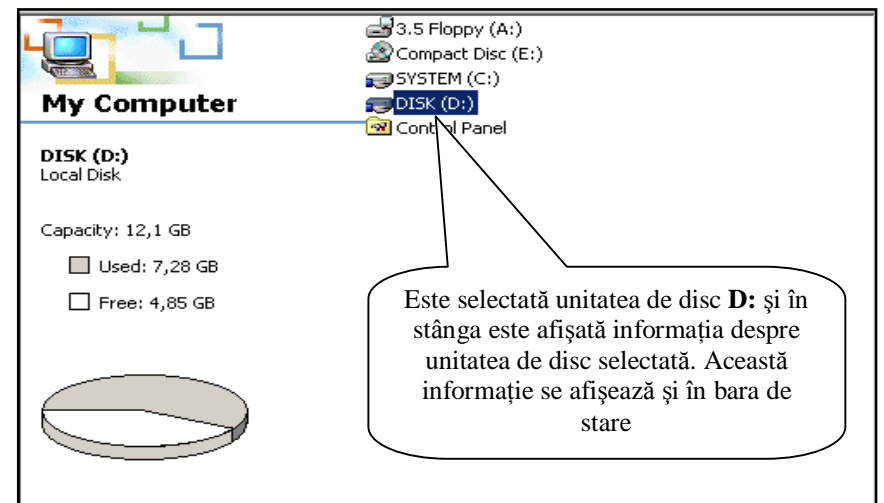 3.5 Floppy (A:)
Compact Disc (E:)
SYSTEM (C:)
DISK (D:)
Control Panel
My Computer
DISK (D:)
Local Disk
Capacity: 12,1 GB
Used: 7,28 GB
Free: 4,85 GB
Este selectată unitatea de disc D: şi în
stânga este afişată informația despre
unitatea de disc selectată. Această
informație se afişează şi în bara de
stare